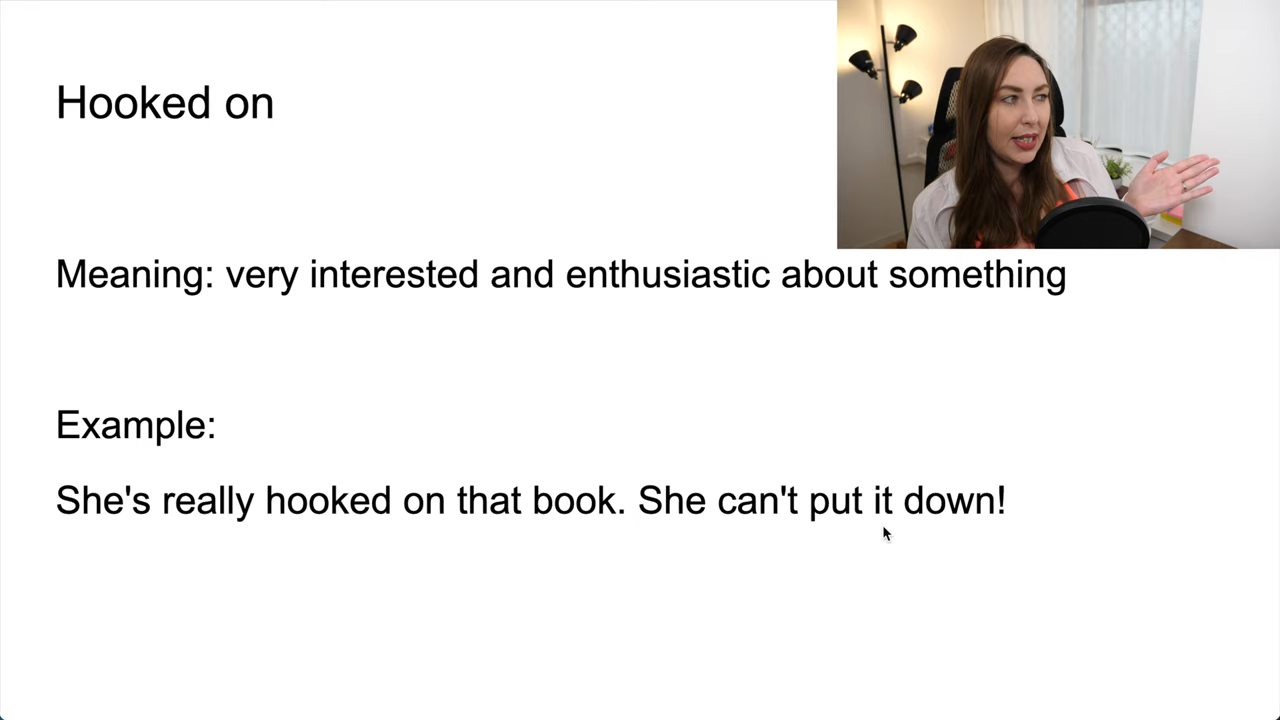 Hooked on
Meaning: very interested and enthusiastic about something
Example:
She's really hooked on that book. She can't put it down!